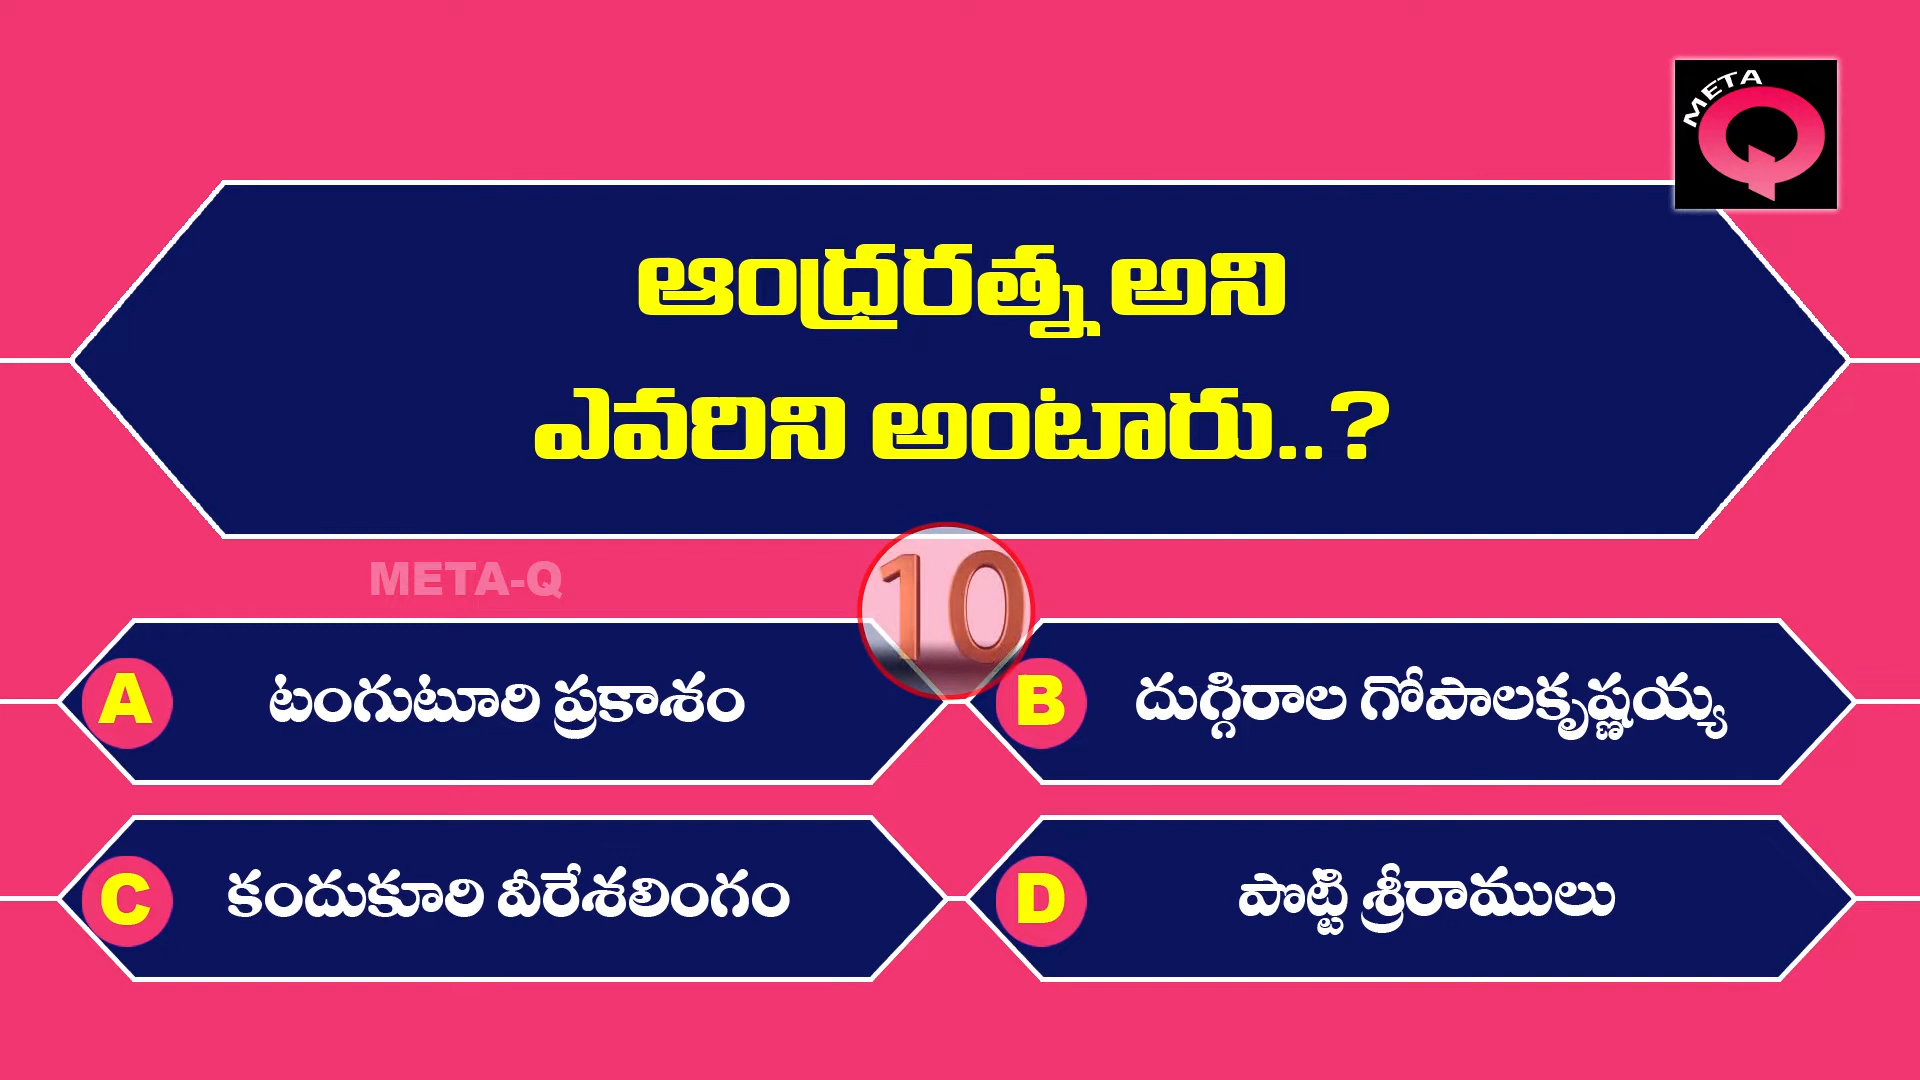 META
Q
ఆంధ్రరత్న అని
ఎవరిని అంటారు..?
META-Q
10
A టంగుటూరి ప్రకాశం
B దుగ్గిరాల గోపాలకృష్ణయ్య
C కందుకూరి వీరేశలింగం
D పొట్టి శ్రీరాములు